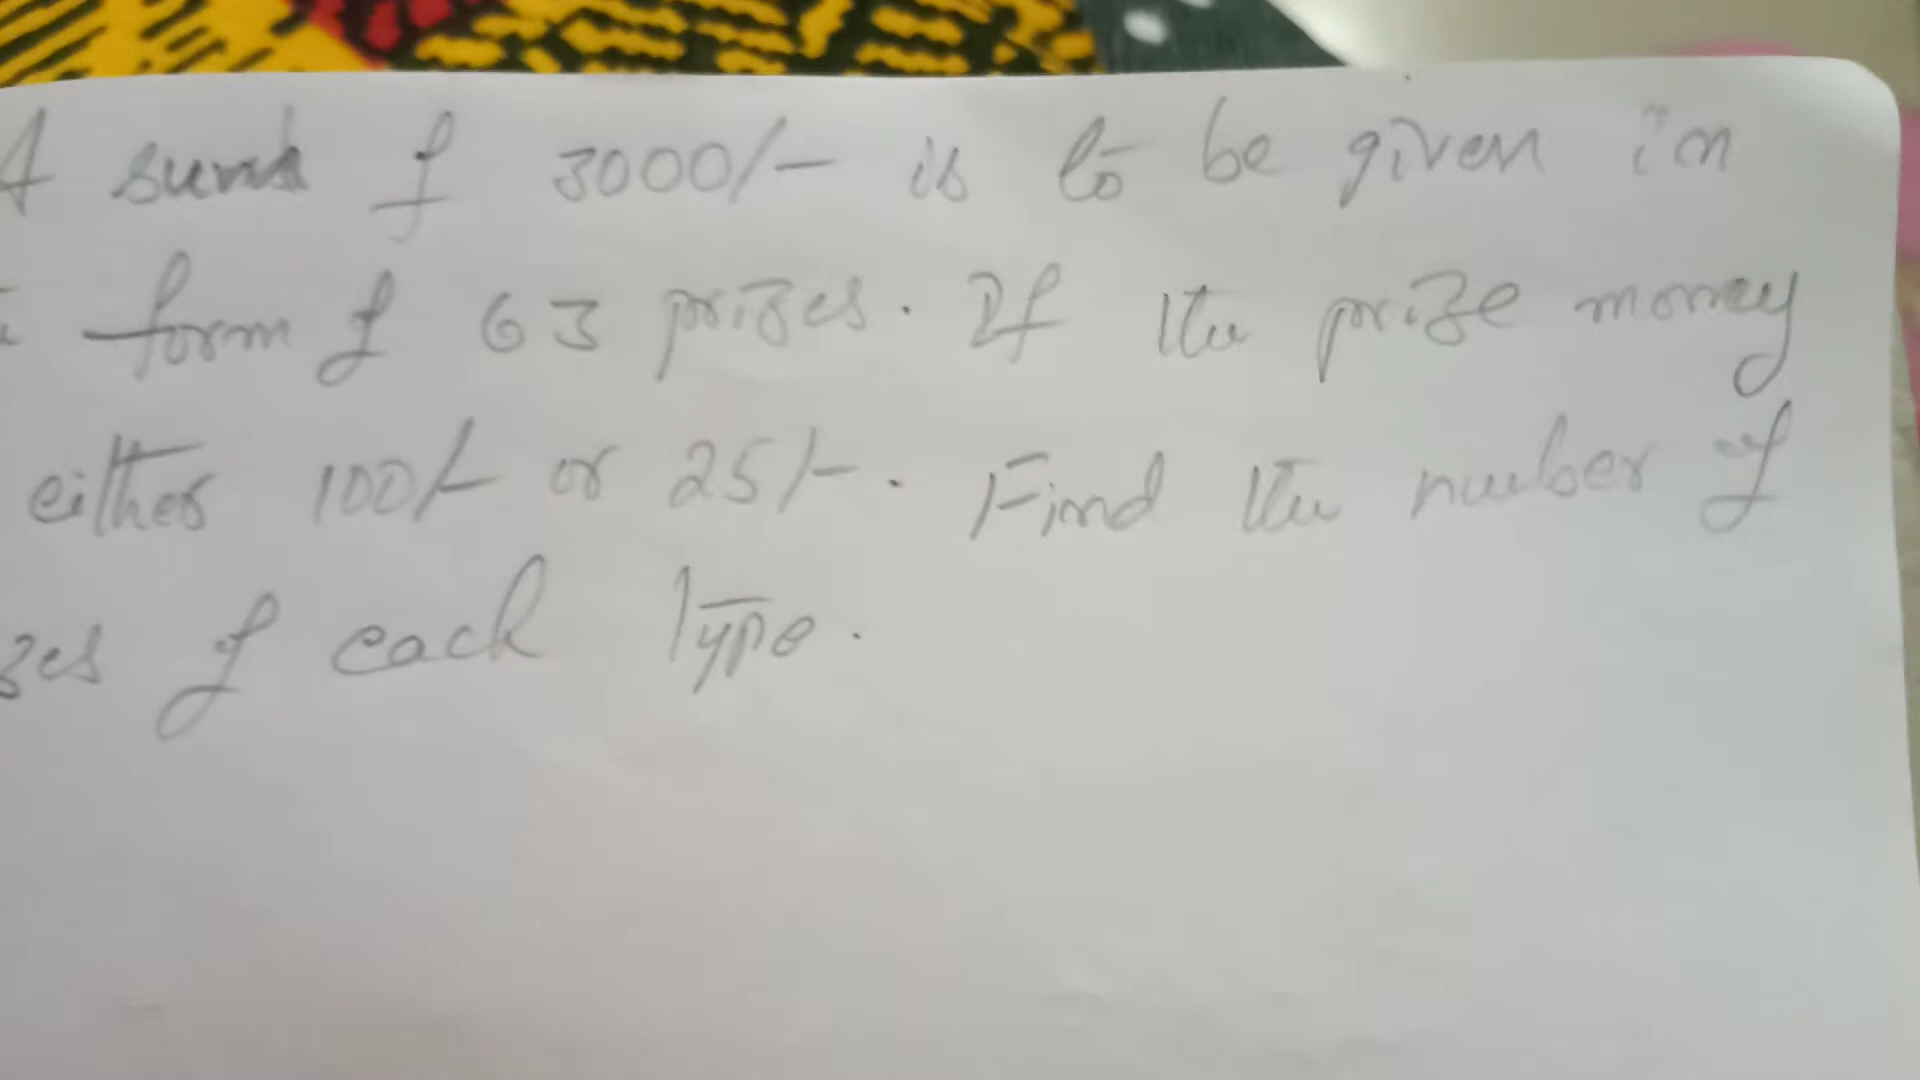 A sum of 3000/- is to be given in
form of 63 prizes. If the prize money
either 100/- or 25/-. Find the number of
zes of each type.